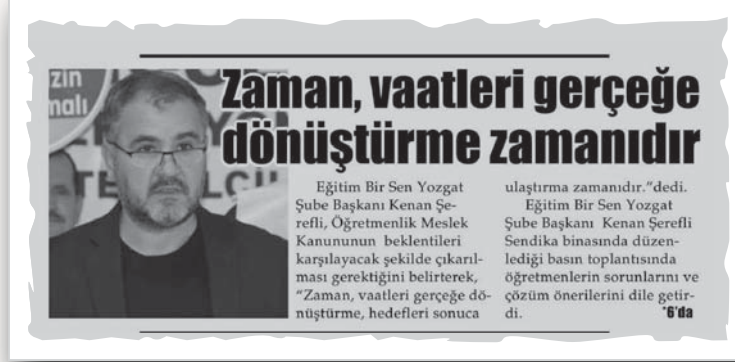 zin
malı
Zaman, vaatleri gerçeğe
dönüştürme zamanıdır
Eğitim Bir Sen Yozgat
Şube Başkanı Kenan Şe-
refli, Öğretmenlik Meslek
Kanununun beklentileri
karşılayacak şekilde çıkarıl-
ması gerektiğini belirterek,
"Zaman, vaatleri gerçeğe dö-
nüştürme, hedefleri sonuca
ulaştırma zamanıdır."dedi.
Eğitim Bir Sen Yozgat
Şube Başkanı Kenan Şerefli
Sendika binasında düzen-
lediği basın toplantısında
öğretmenlerin sorunlarını ve
çözüm önerilerini dile getir-
di.
*6'da